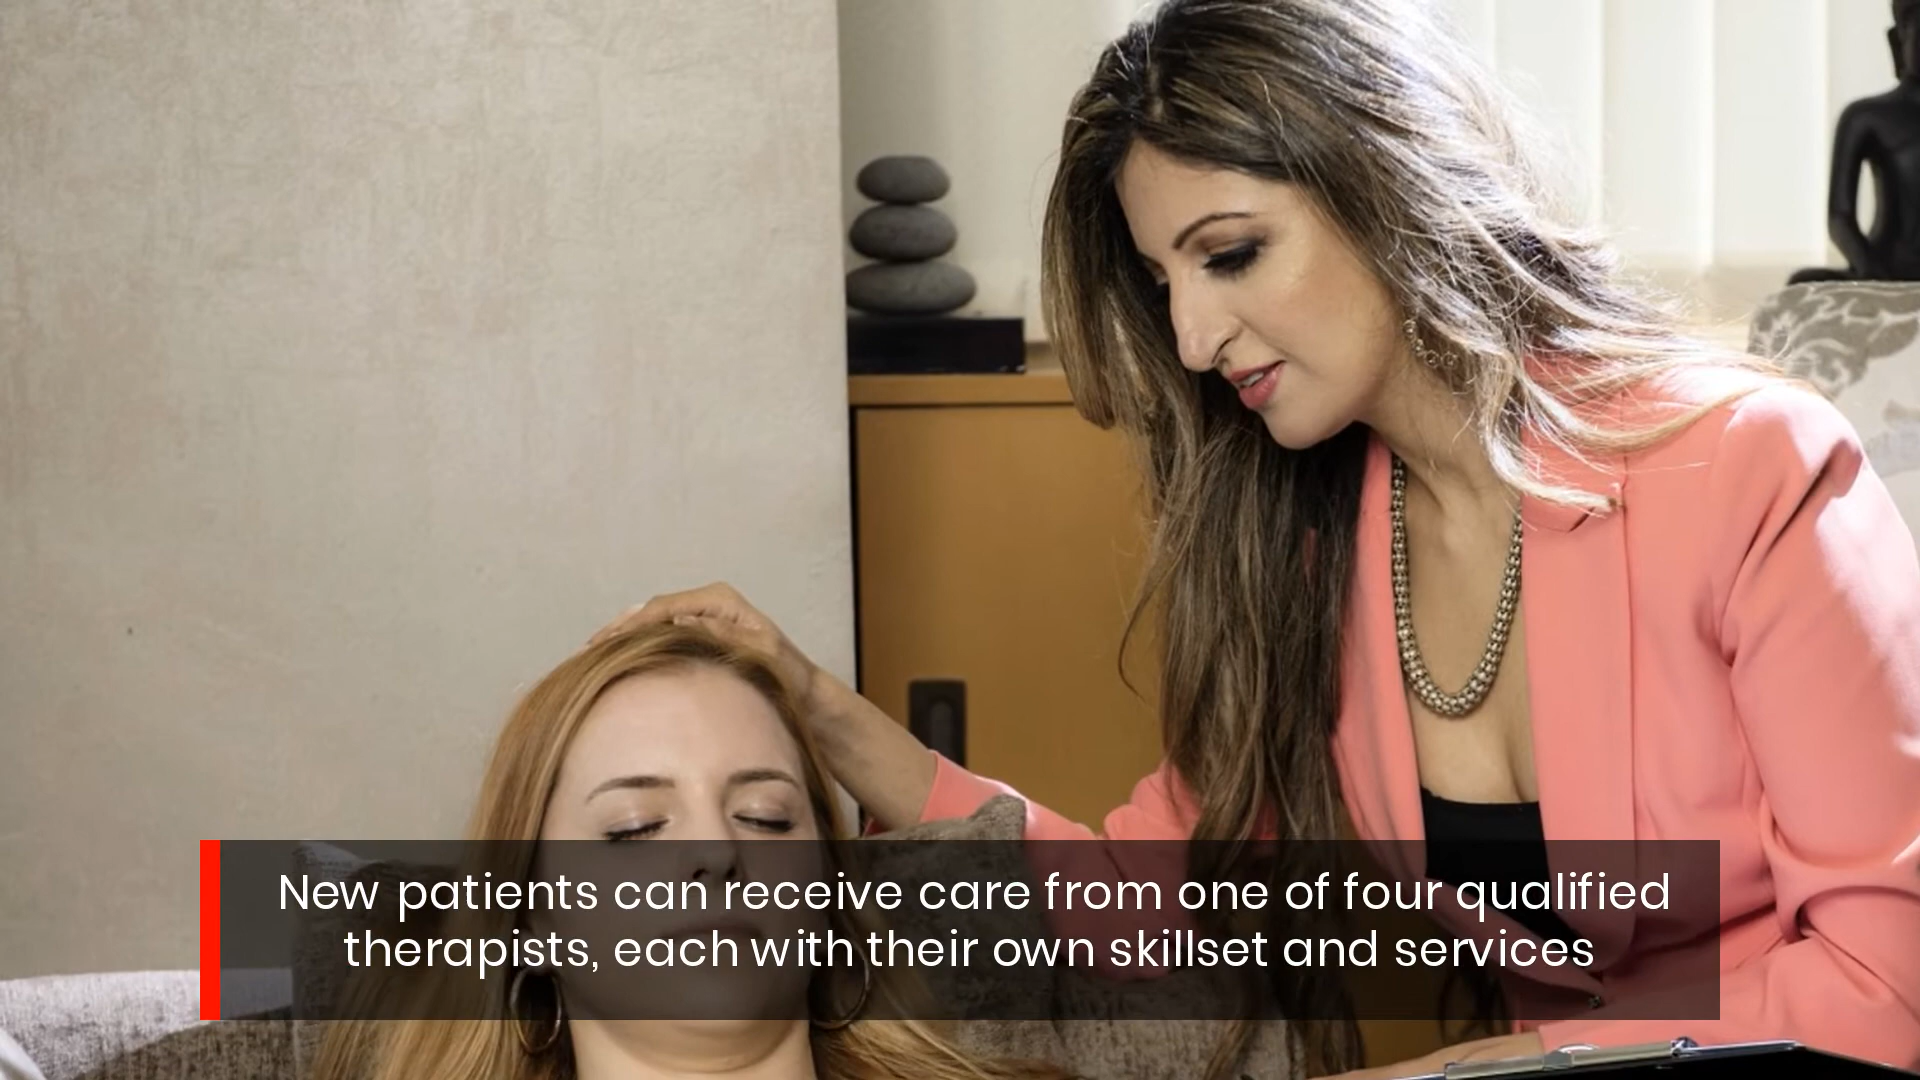 New patients can receive care from one of four qualified
therapists, each with their own skillset and services